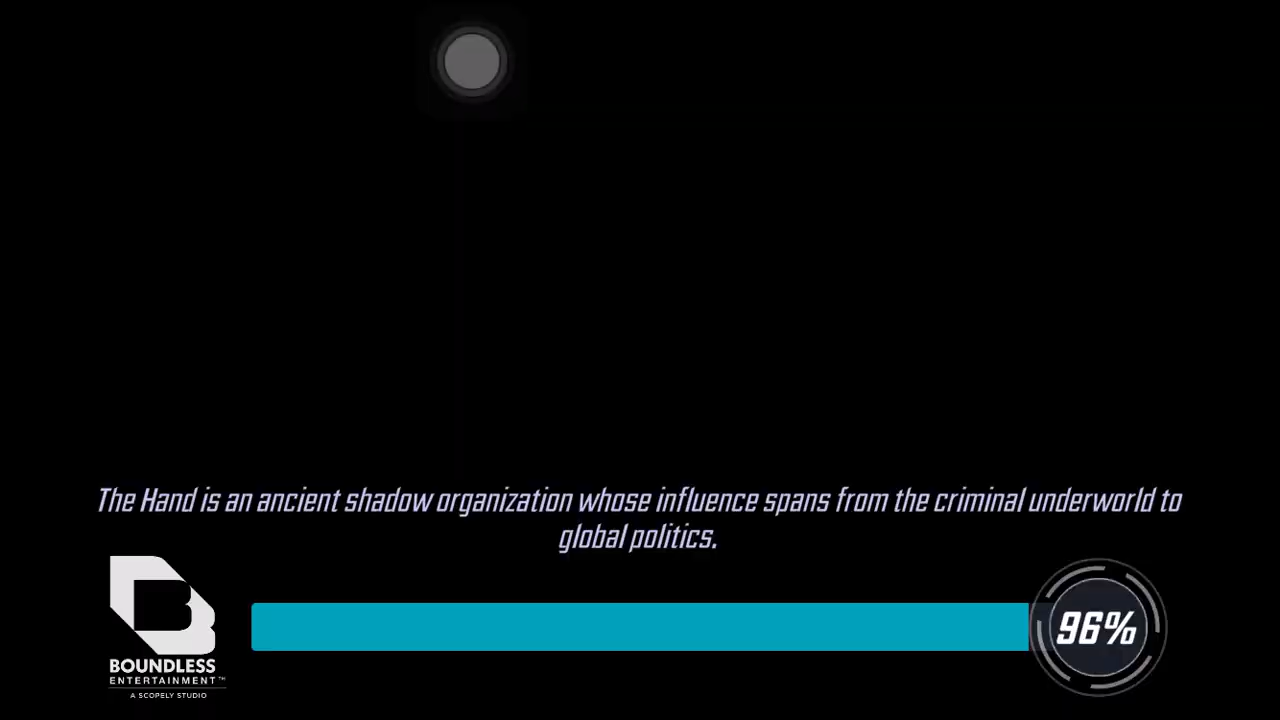 The Hand is an ancient shadow organization whose influence spans from the criminal underworld to
global politics.
96%
BOUNDLESS
ENTERTAINMENT™
A SCOPELY STUDIO